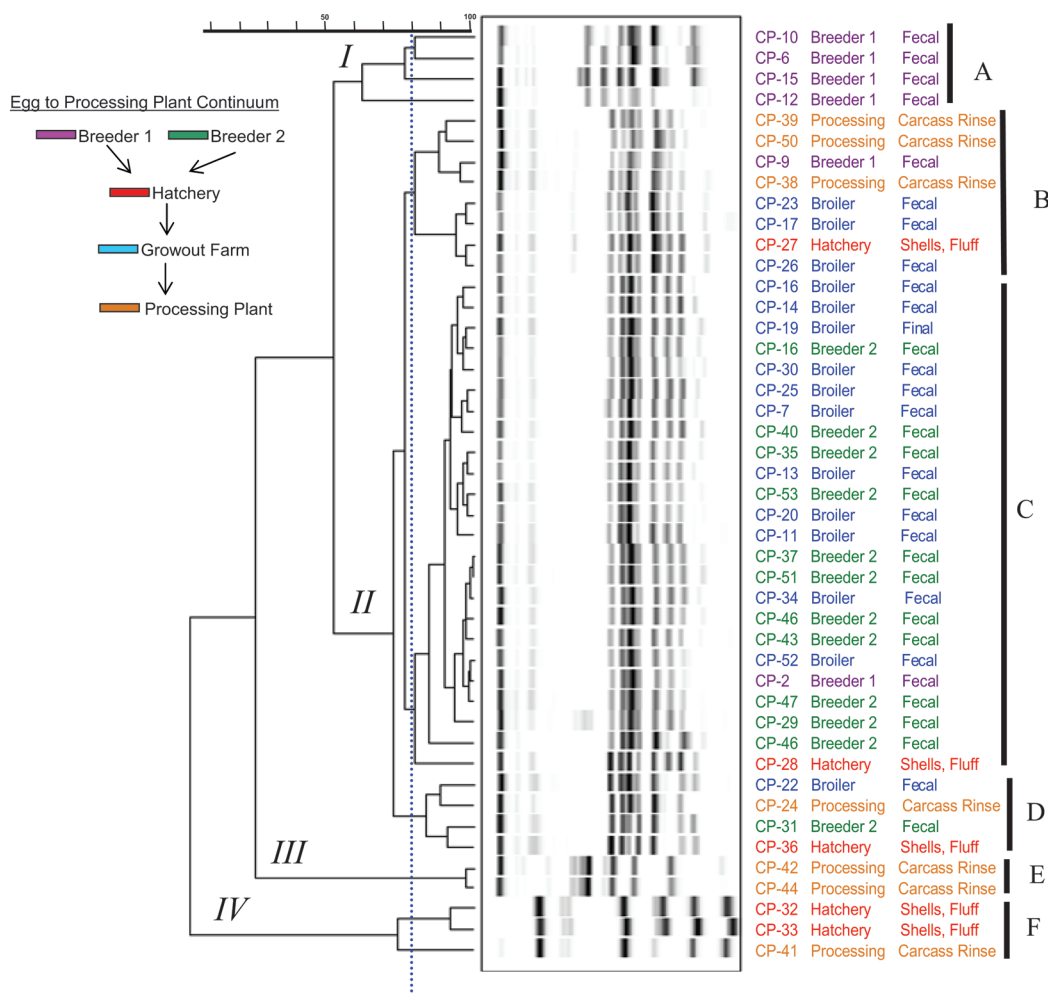 50 100
I
Egg to Processing Plant Continuum
Breeder 1 Breeder 2
Hatchery
Growout Farm
Processing Plant
II
III
IV
CP-10 Breeder 1 Fecal
CP-6 Breeder 1 Fecal
CP-15 Breeder 1 Fecal
CP-12 Breeder 1 Fecal
A
CP-39 Processing Carcass Rinse
CP-50 Processing Carcass Rinse
CP-9 Breeder 1 Fecal
CP-38 Processing Carcass Rinse
CP-23 Broiler Fecal
CP-17 Broiler Fecal
CP-27 Hatchery Shells, Fluff
CP-26 Broiler Fecal
B
CP-16 Broiler Fecal
CP-14 Broiler Fecal
CP-19 Broiler Final
CP-16 Breeder 2 Fecal
CP-30 Broiler Fecal
CP-25 Broiler Fecal
CP-7 Broiler Fecal
CP-40 Breeder 2 Fecal
CP-35 Breeder 2 Fecal
CP-13 Broiler Fecal
CP-53 Breeder 2 Fecal
CP-20 Broiler Fecal
CP-11 Broiler Fecal
CP-37 Breeder 2 Fecal
CP-51 Breeder 2 Fecal
CP-34 Broiler Fecal
CP-46 Breeder 2 Fecal
CP-43 Breeder 2 Fecal
CP-52 Broiler Fecal
CP-2 Breeder 1 Fecal
CP-47 Breeder 2 Fecal
CP-29 Breeder 2 Fecal
CP-46 Breeder 2 Fecal
CP-28 Hatchery Shells, Fluff
C
CP-22 Broiler Fecal
CP-24 Processing Carcass Rinse
CP-31 Breeder 2 Fecal
CP-36 Hatchery Shells, Fluff
D
CP-42 Processing Carcass Rinse
CP-44 Processing Carcass Rinse
E
CP-32 Hatchery Shells, Fluff
CP-33 Hatchery Shells, Fluff
CP-41 Processing Carcass Rinse
F